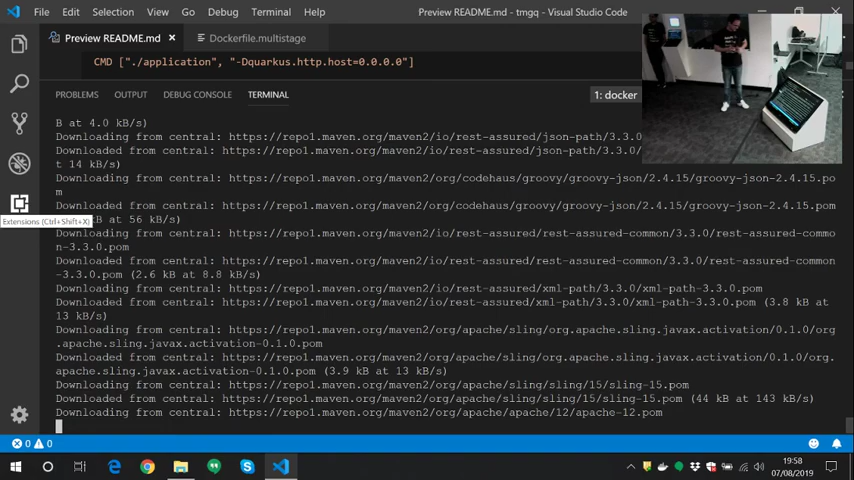 File Edit Selection View Go Debug Terminal Help Preview README.md - tmgq - Visual Studio Code
Preview README.md Dockerfile.multistage
CMD ["./application", "-Dquarkus.http.host=0.0.0.0"]
PROBLEMS OUTPUT DEBUG CONSOLE TERMINAL 1: docker
B at 4.0 kB/s)
Downloading from central: https://repo1.maven.org/maven2/io/rest-assured/json-path/3.3.0
Downloaded from central: https://repo1.maven.org/maven2/io/rest-assured/json-path/3.3.0/
t 14 kB/s)
Downloading from central: https://repo1.maven.org/maven2/org/codehaus/groovy/groovy-json/2.4.15/groovy-json-2.4.15.po
m
Downloaded from central: https://repo1.maven.org/maven2/org/codehaus/groovy/groovy-json/2.4.15/groovy-json-2.4.15.pom
Extensions (Ctrl+Shift+X) kB at 56 kB/s)
Downloading from central: https://repo1.maven.org/maven2/io/rest-assured/rest-assured-common/3.3.0/rest-assured-commo
n-3.3.0.pom
Downloaded from central: https://repo1.maven.org/maven2/io/rest-assured/rest-assured-common/3.3.0/rest-assured-common
-3.3.0.pom (2.6 kB at 8.8 kB/s)
Downloading from central: https://repo1.maven.org/maven2/io/rest-assured/xml-path/3.3.0/xml-path-3.3.0.pom
Downloaded from central: https://repo1.maven.org/maven2/io/rest-assured/xml-path/3.3.0/xml-path-3.3.0.pom (3.8 kB at
13 kB/s)
Downloading from central: https://repo1.maven.org/maven2/org/apache/sling/org.apache.sling.javax.activation/0.1.0/org
.apache.sling.javax.activation-0.1.0.pom
Downloaded from central: https://repo1.maven.org/maven2/org/apache/sling/org.apache.sling.javax.activation/0.1.0/org.
apache.sling.javax.activation-0.1.0.pom (3.9 kB at 13 kB/s)
Downloading from central: https://repo1.maven.org/maven2/org/apache/sling/sling/15/sling-15.pom
Downloaded from central: https://repo1.maven.org/maven2/org/apache/sling/sling/15/sling-15.pom (44 kB at 143 kB/s)
Downloading from central: https://repo1.maven.org/maven2/org/apache/apache/12/apache-12.pom
0 0
19:58
07/08/2019